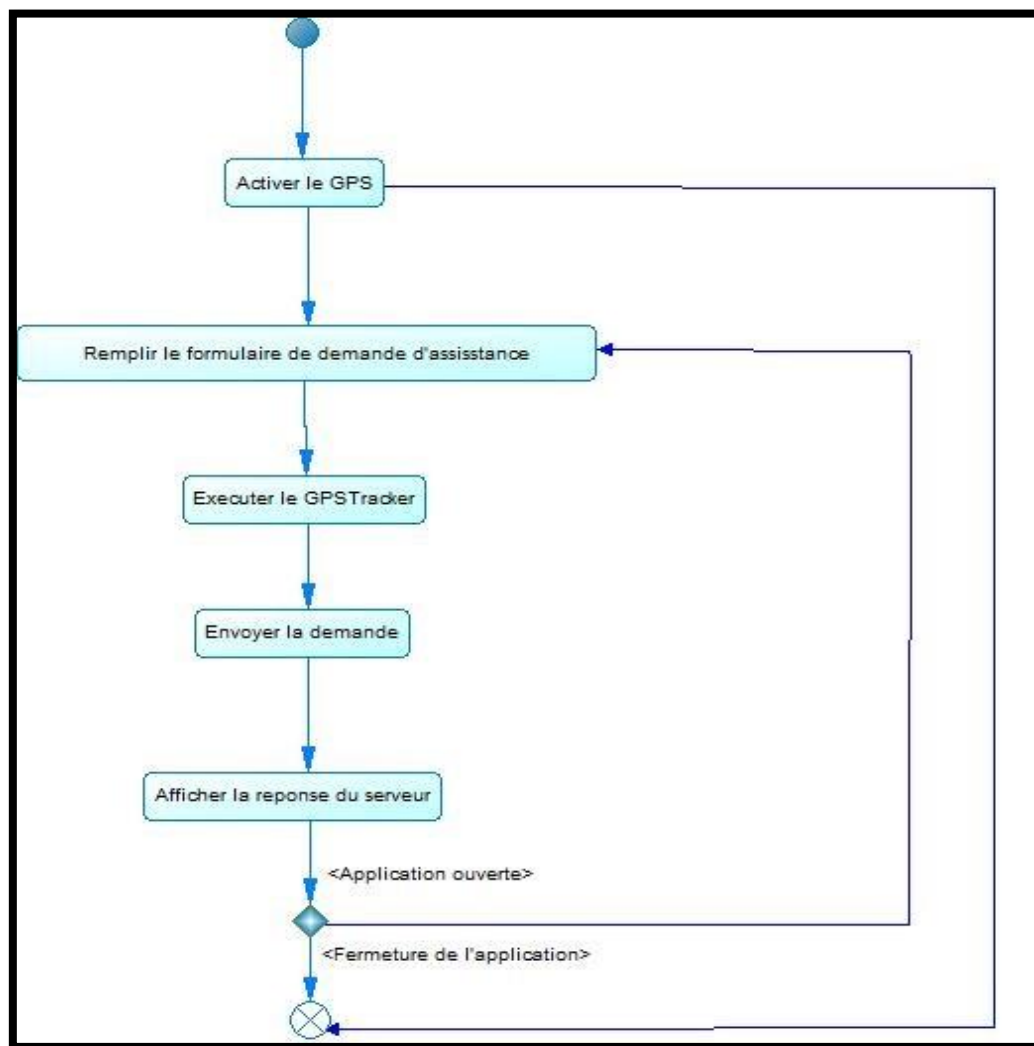 Activer le GPS
Remplir le formulaire de demande d'assisstance
Executer le GPSTracker
Envoyer la demande
Afficher la reponse du serveur
<Application ouverte>
<Fermeture de l'application>